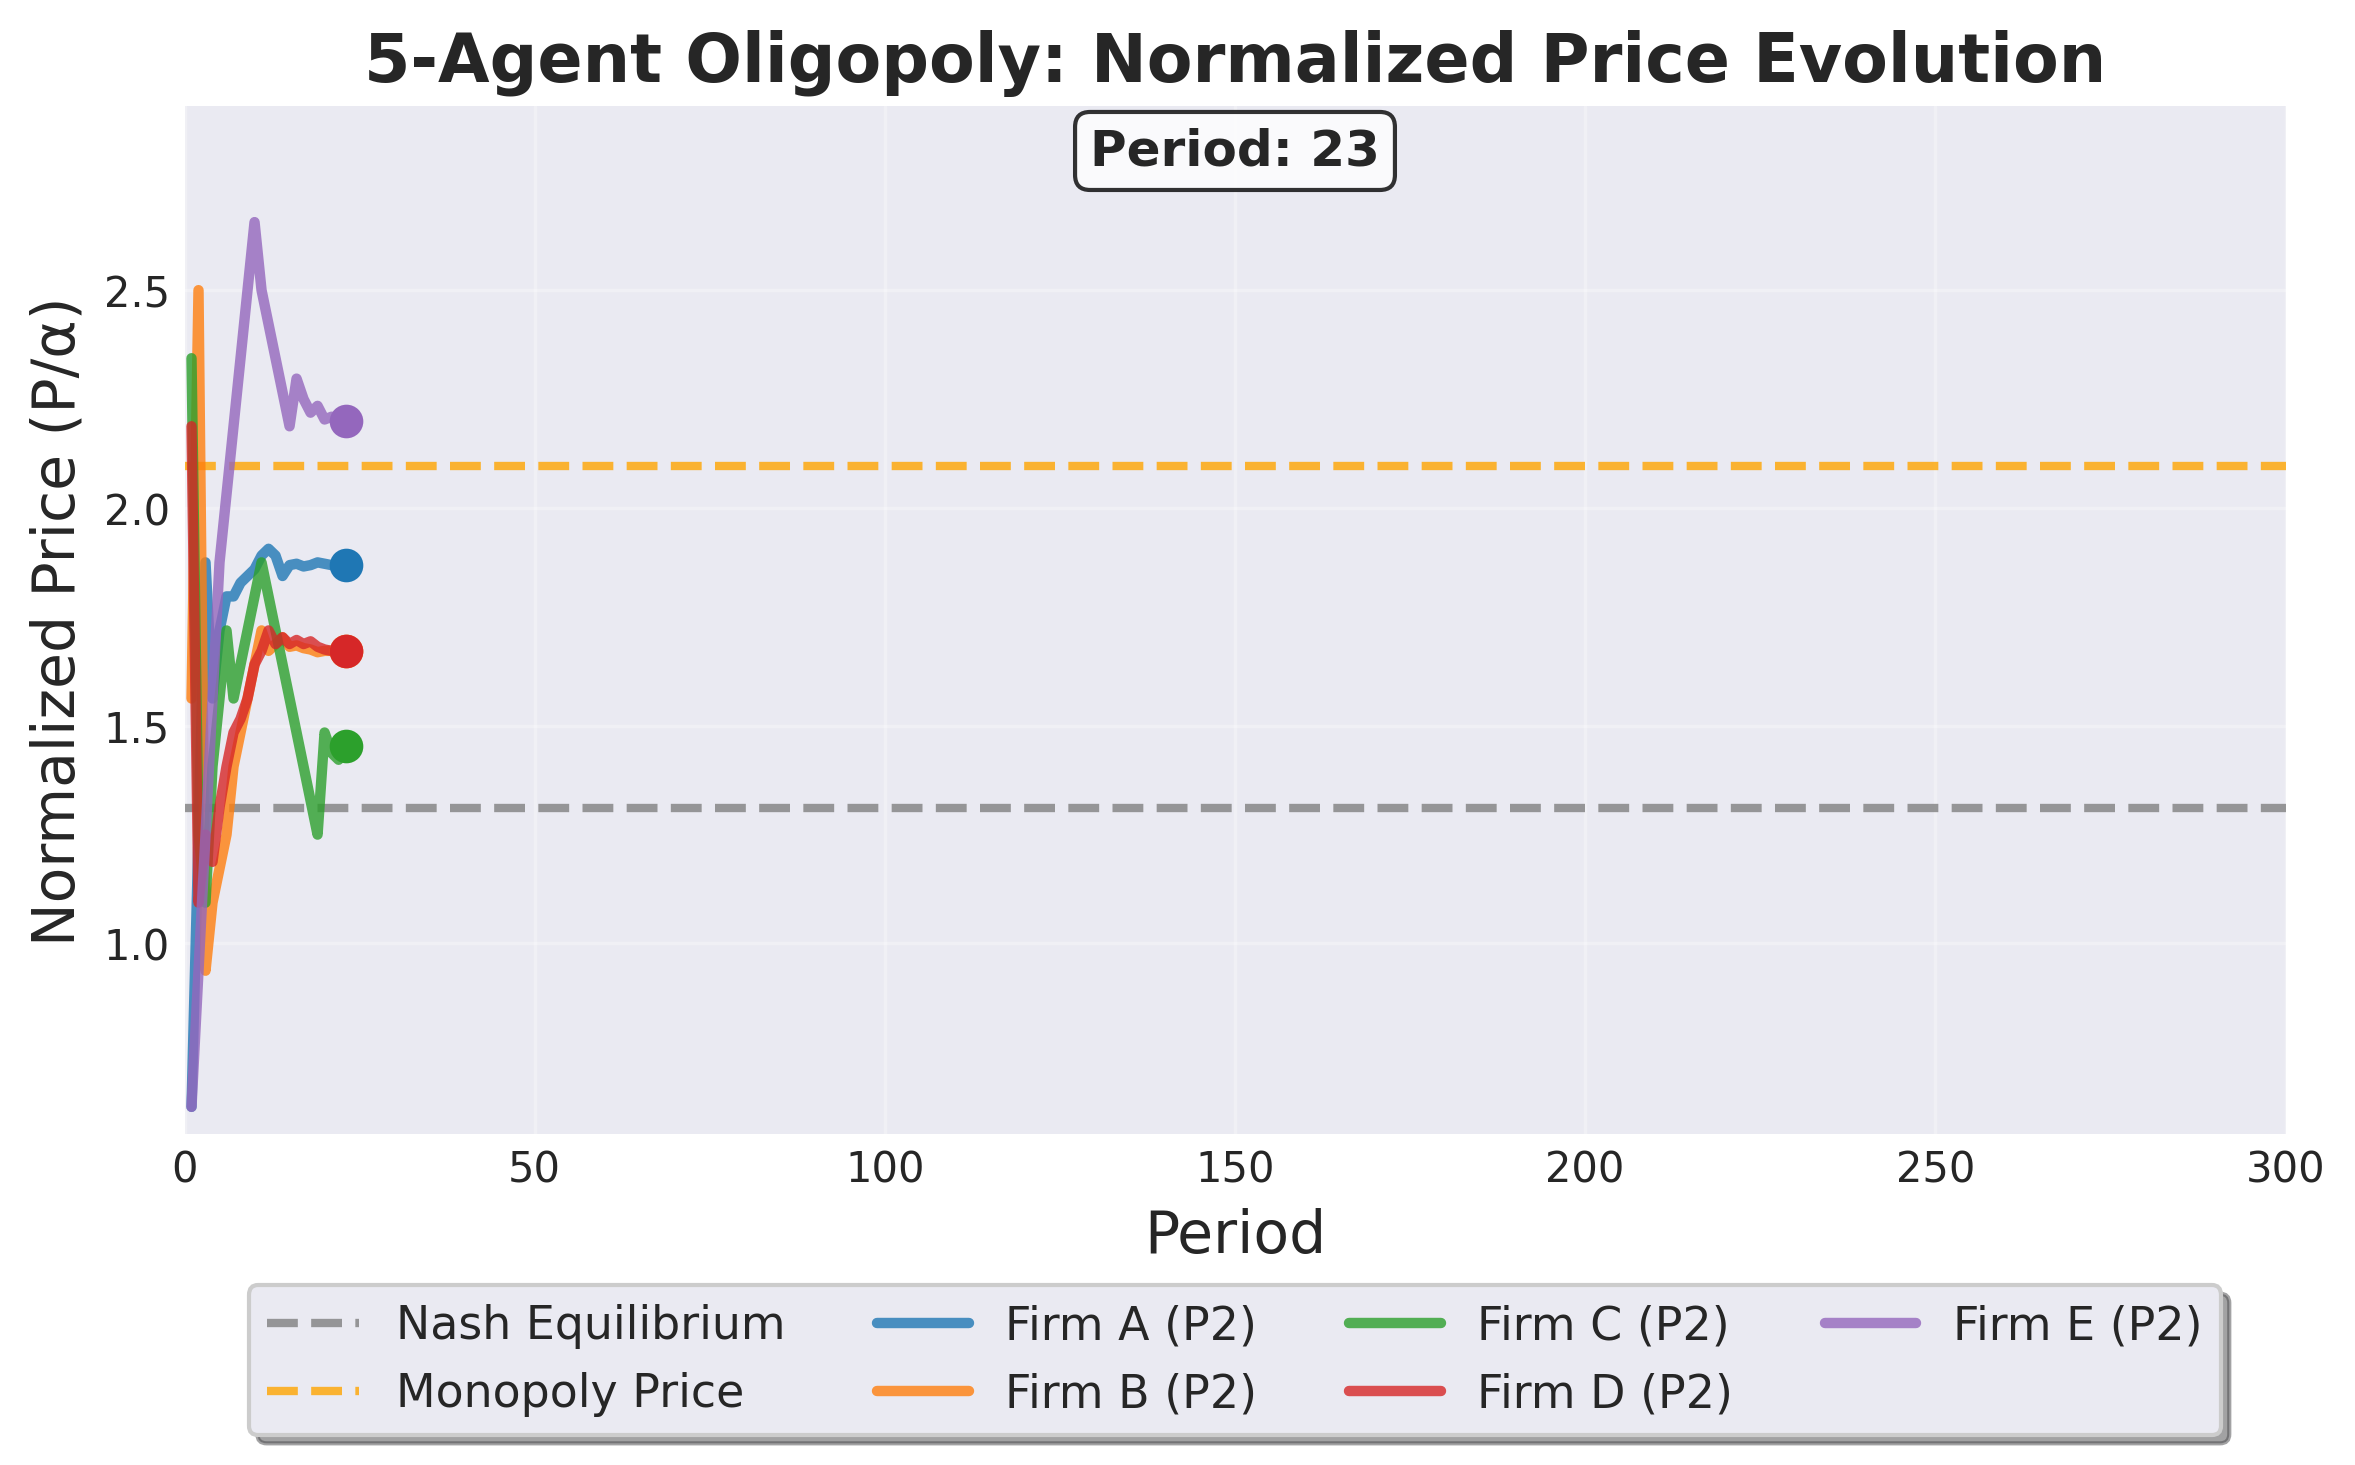 5-Agent Oligopoly: Normalized Price Evolution
Period: 23
Normalized Price (P/α)
2.5
2.0
1.5
1.0
0 50 100 150 200 250 300
Period
Nash Equilibrium Firm A (P2) Firm C (P2) Firm E (P2)
Monopoly Price Firm B (P2) Firm D (P2)